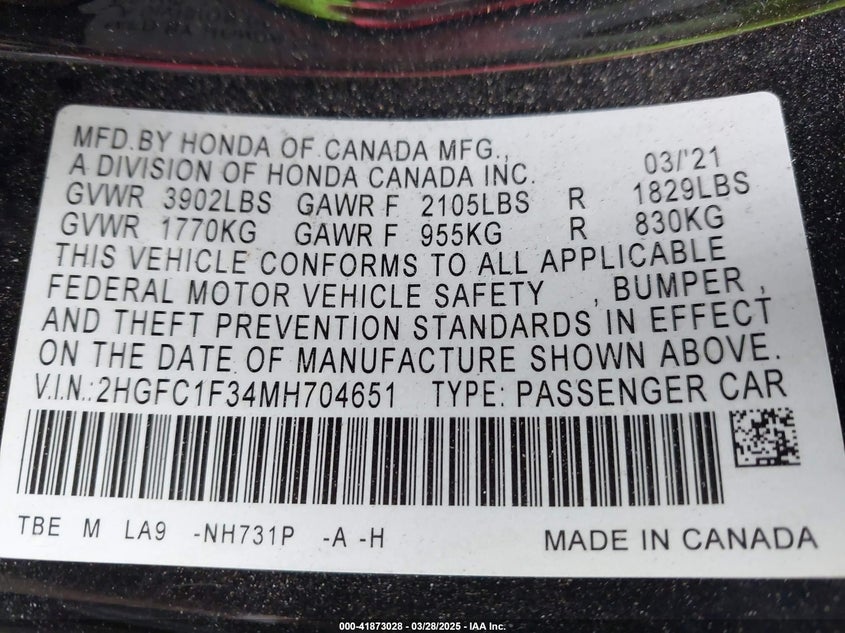 MFD.BY HONDA OF CANADA MFG.,
A DIVISION OF HONDA CANADA INC. 03/'21
GVWR 3902LBS GAWR F 2105LBS R 1829LBS
GVWR 1770KG GAWR F 955KG R 830KG
THIS VEHICLE CONFORMS TO ALL APPLICABLE
FEDERAL MOTOR VEHICLE SAFETY , BUMPER ,
AND THEFT PREVENTION STANDARDS IN EFFECT
ON THE DATE OF MANUFACTURE SHOWN ABOVE.
V.I.N.:2HGFC1F34MH704651 TYPE: PASSENGER CAR
TBE M LA9 -NH731P -A -H MADE IN CANADA
000-41873028 - 03/28/2025 - IAA Inc.